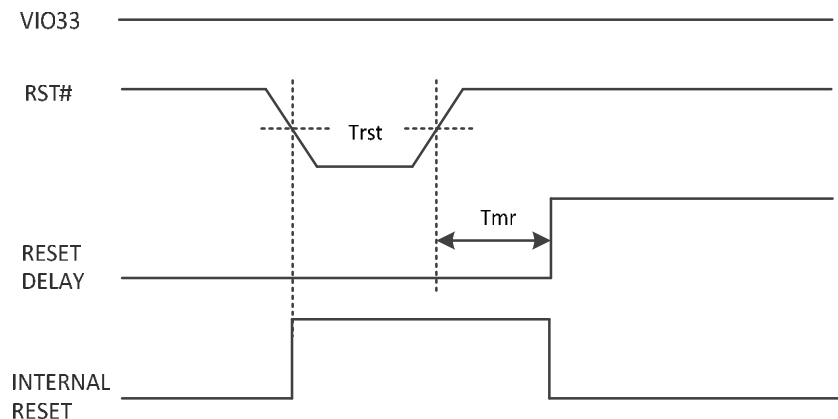 VIO33
RST#
Trst
Tmr
RESET
DELAY
INTERNAL
RESET